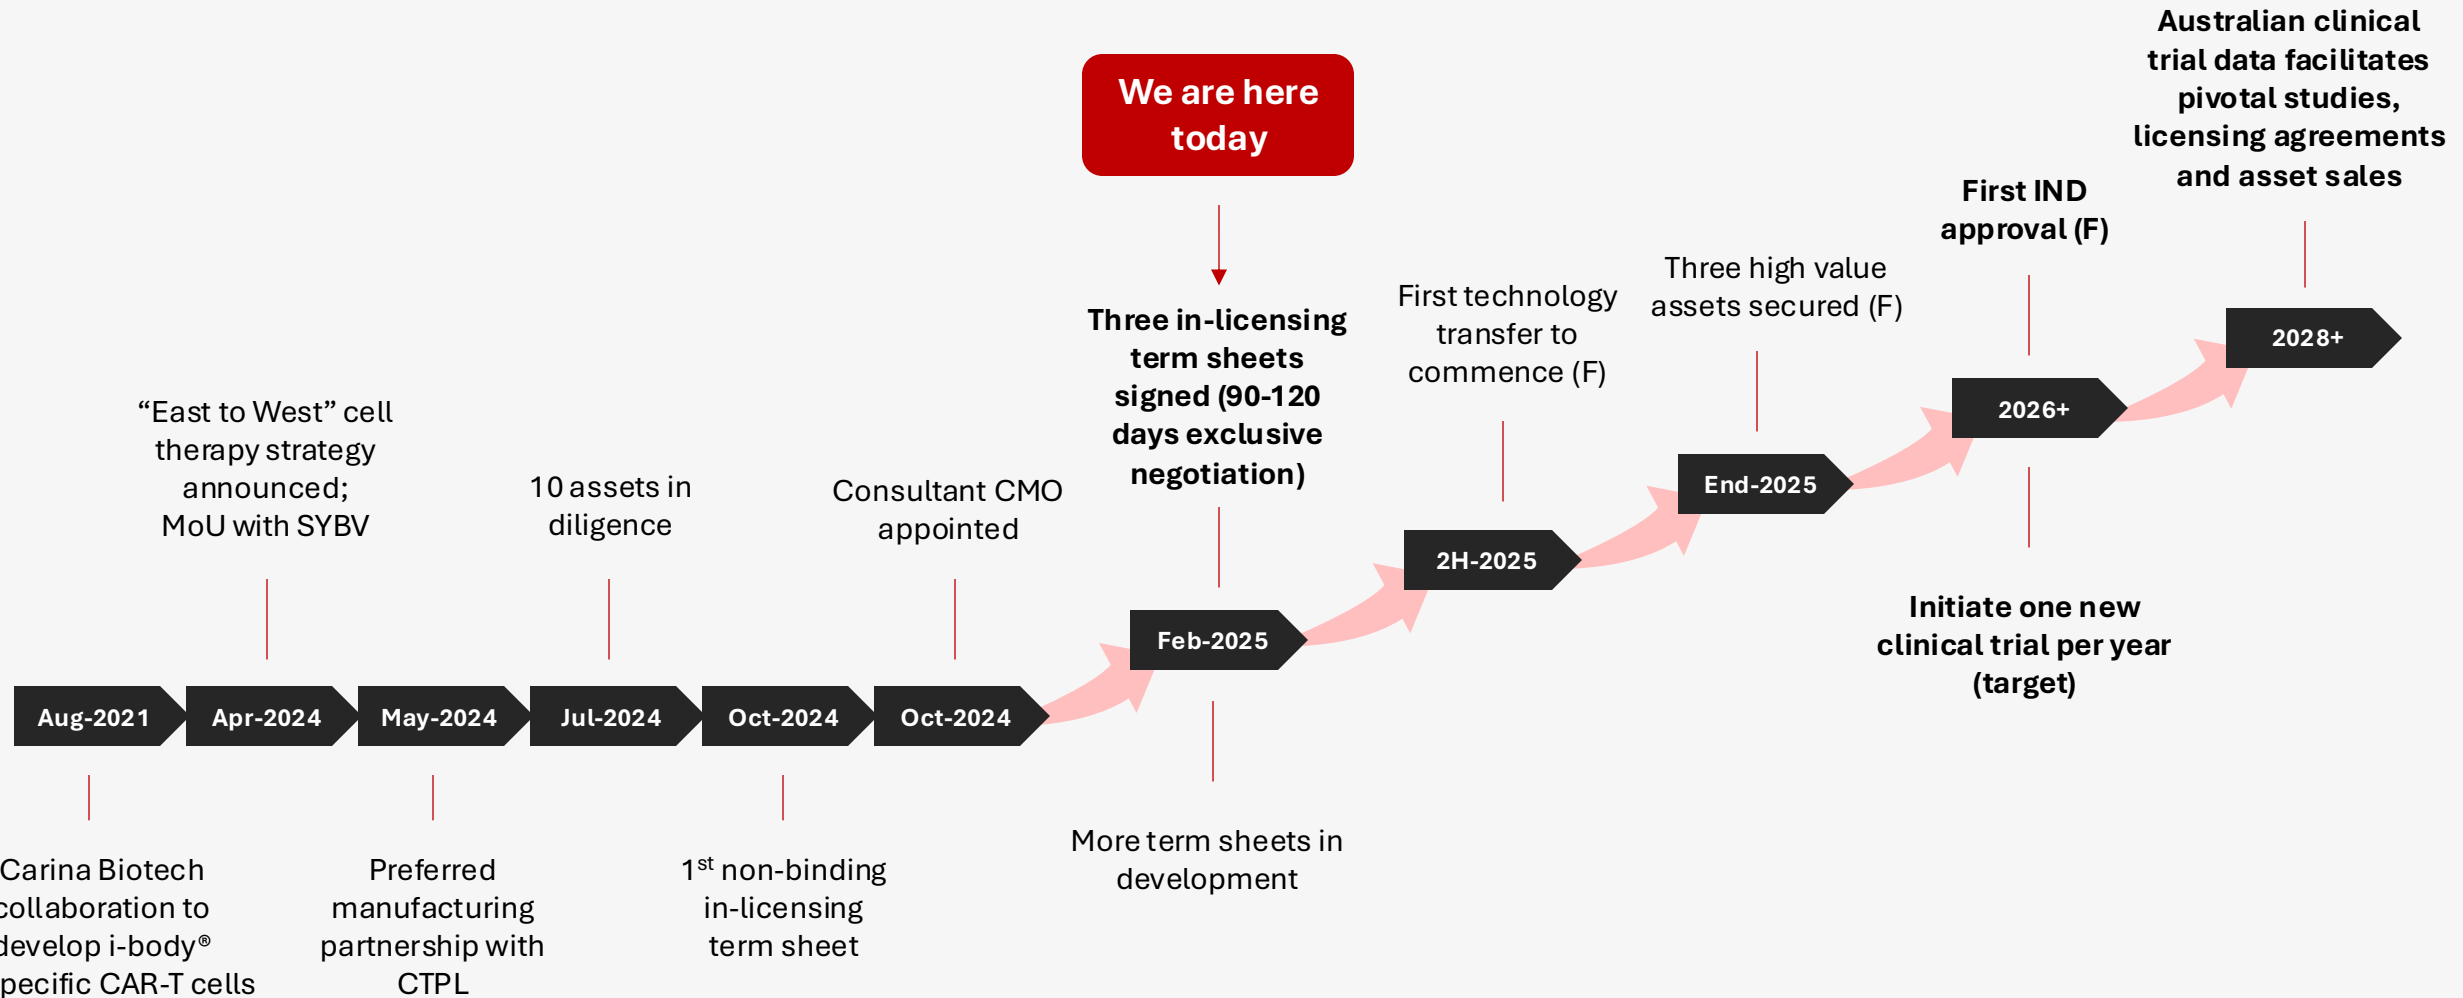 Australian clinical
trial data facilitates
pivotal studies,
licensing agreements
and asset sales
We are here
today
First IND
approval (F)
Three high value
assets secured (F)
First technology
transfer to
commence (F)
Three in-licensing
term sheets
signed (90-120
days exclusive
negotiation)
“East to West” cell
therapy strategy
announced;
MoU with SYBV
10 assets in
diligence
Consultant CMO
appointed
2028+
2026+
End-2025
2H-2025
Feb-2025
Aug-2021
Apr-2024
May-2024
Jul-2024
Oct-2024
Oct-2024
Initiate one new
clinical trial per year
(target)
More term sheets in
development
Carina Biotech
collaboration to
develop i-body®
pecific CAR-T cells
Preferred
manufacturing
partnership with
CTPL
1st non-binding
in-licensing
term sheet